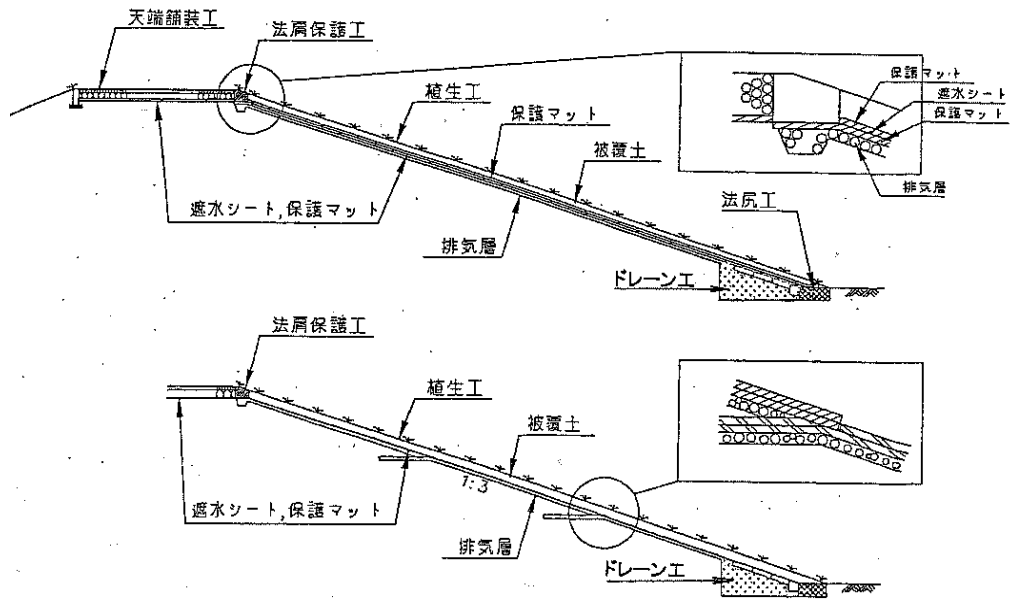 天端舗装工
法肩保護工
植生工
保護マット
被覆土
遮水シート,保護マット
排気層
法尻工
ドレーン工
保護マット
遮水シート
保護マット
排気層
法肩保護工
植生工
被覆土
1:3
遮水シート,保護マット
排気層
ドレーン工